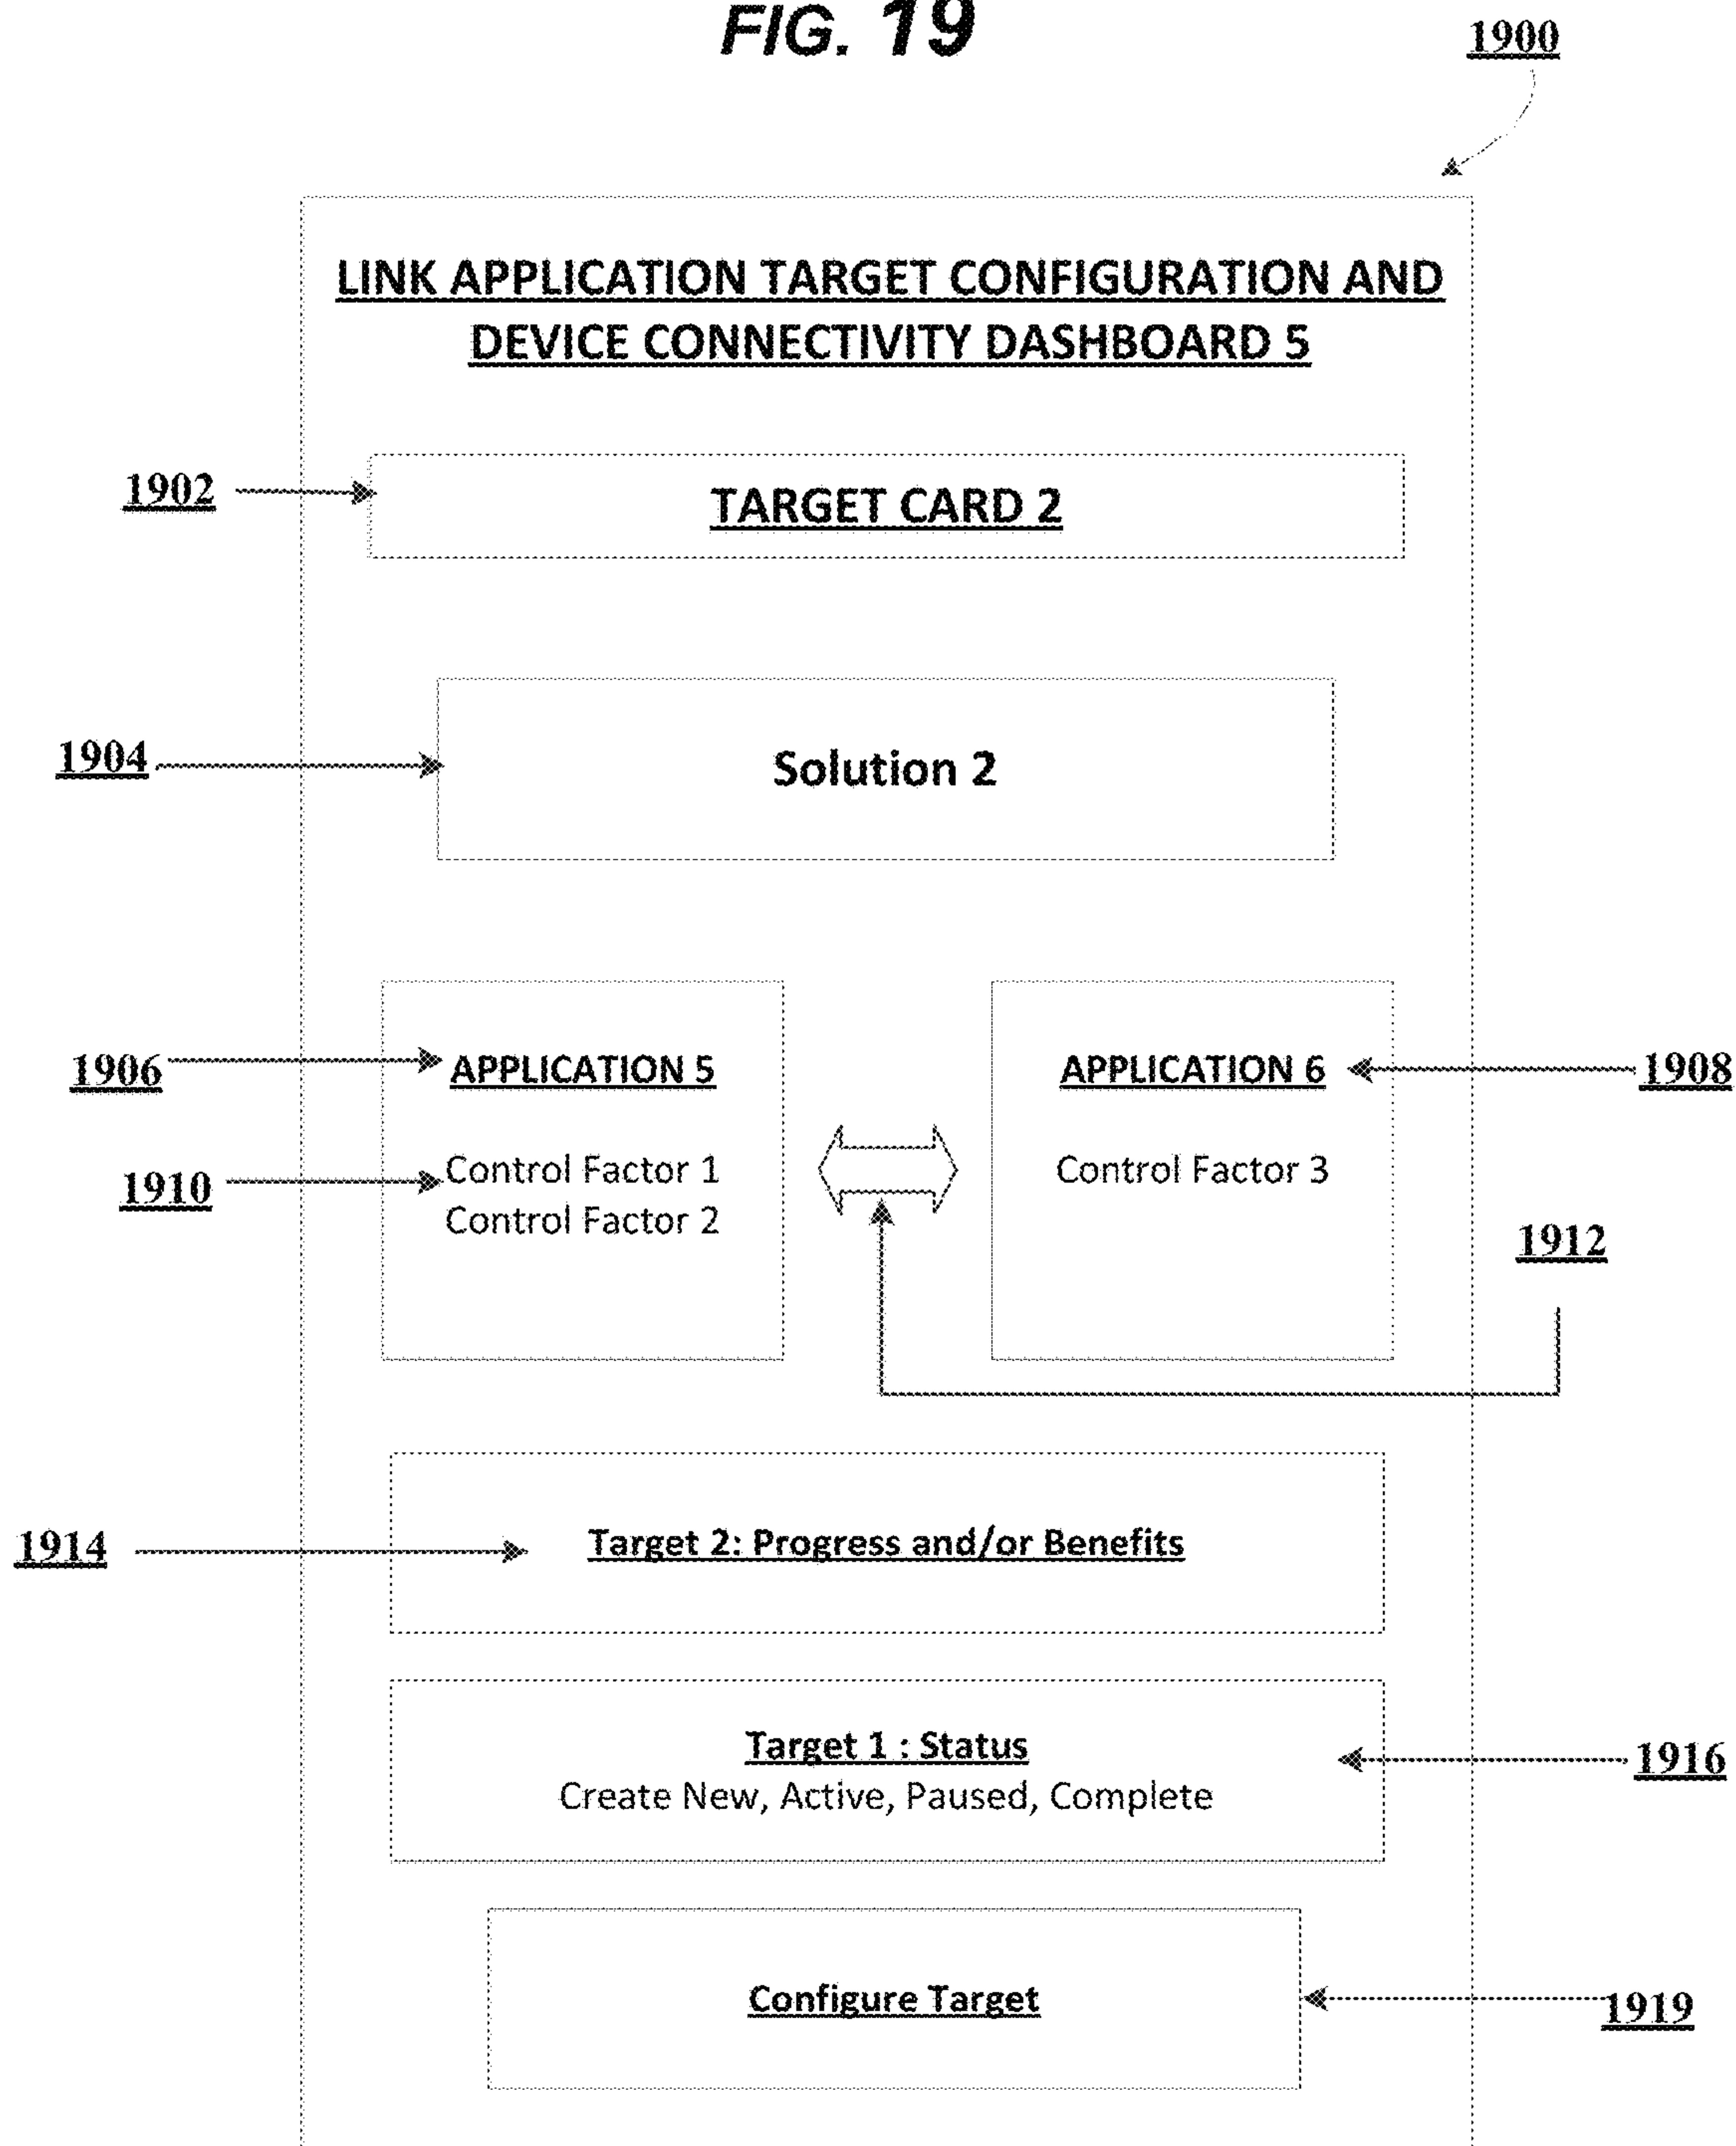 FIG. 19
1900
LINK APPLICATION TARGET CONFIGURATION AND
DEVICE CONNECTIVITY DASHBOARD 5
1902
TARGET CARD 2
1904
Solution 2
1906
APPLICATION 5
APPLICATION 6
1908
1910
Control Factor 1
Control Factor 2
Control Factor 3
1912
1914
Target 2: Progress and/or Benefits
Target 1 : Status
Create New, Active, Paused, Complete
1916
Configure Target
1919